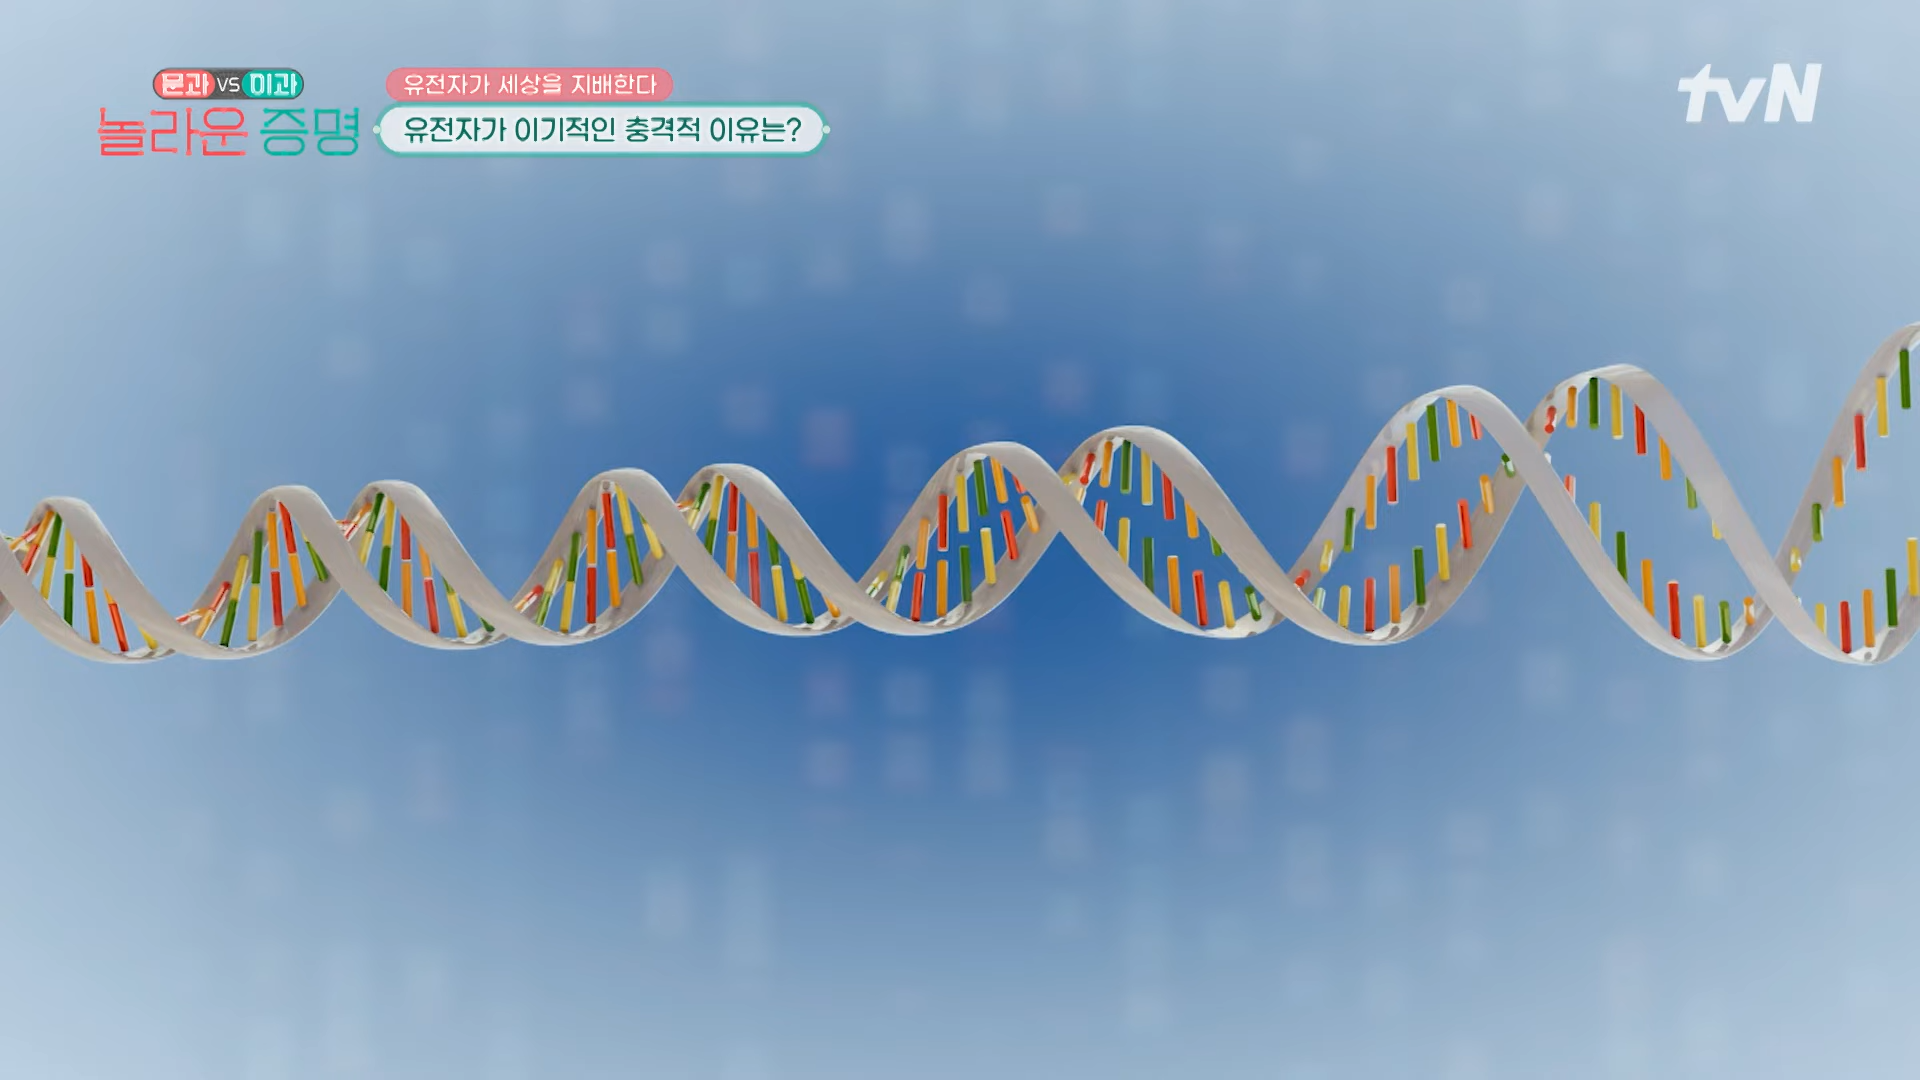 문과 VS 이과
놀라운 증명
유전자가 세상을 지배한다
유전자가 이기적인 충격적 이유는?
tvN